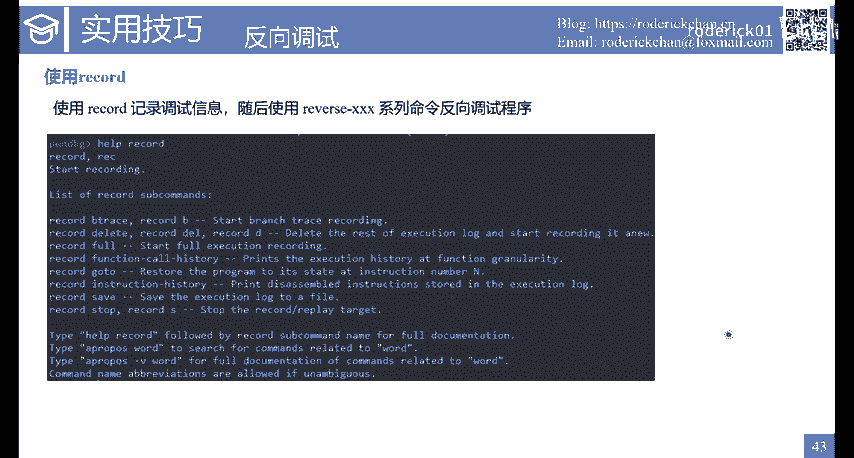 实用技巧
反向调试
Blog: https://roderickchan.cn
roderick01
Email: roderickchan@foxmail.com
使用record
使用 record 记录调试信息，随后使用 reverse-xxx 系列命令反向调试程序
pwndbg> help record
record, rec
Start recording.
List of record subcommands:
record btrace, record b -- Start branch trace recording.
record delete, record del, record d -- Delete the rest of execution log and start recording it anew.
record full -- Start full execution recording.
record function-call-history -- Prints the execution history at function granularity.
record goto -- Restore the program to its state at instruction number N.
record instruction-history -- Print disassembled instructions stored in the execution log.
record save -- Save the execution log to a file.
record stop, record s -- Stop the record/replay target.
Type "help record" followed by record subcommand name for full documentation.
Type "apropos word" to search for commands related to "word".
Type "apropos -v word" for full documentation of commands related to "word".
Command name abbreviations are allowed if unambiguous.
43